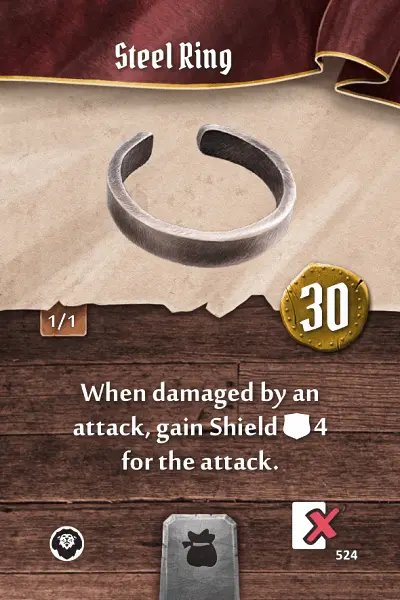 Steel Ring
30
1/1
When damaged by an
attack, gain Shield 4
for the attack.
524